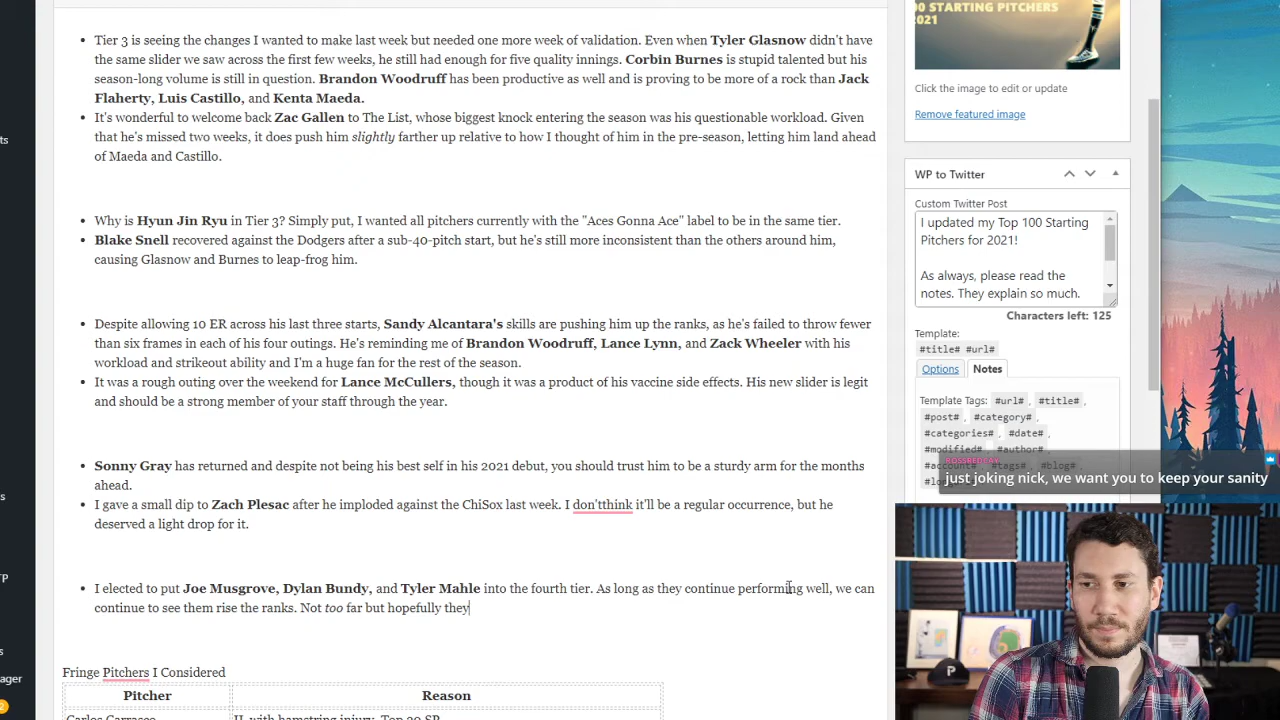 00 STARTING PITCHERS
2021
Tier 3 is seeing the changes I wanted to make last week but needed one more week of validation. Even when Tyler Glasnow didn't have
the same slider we saw across the first few weeks, he still had enough for five quality innings. Corbin Burnes is stupid talented but his
season-long volume is still in question. Brandon Woodruff has been productive as well and is proving to be more of a rock than Jack
Flaherty, Luis Castillo, and Kenta Maeda.
It's wonderful to welcome back Zac Gallen to The List, whose biggest knock entering the season was his questionable workload. Given
that he's missed two weeks, it does push him slightly farther up relative to how I thought of him in the pre-season, letting him land ahead
of Maeda and Castillo.
Why is Hyun Jin Ryu in Tier 3? Simply put, I wanted all pitchers currently with the "Aces Gonna Ace" label to be in the same tier.
Blake Snell recovered against the Dodgers after a sub-40-pitch start, but he's still more inconsistent than the others around him,
causing Glasnow and Burnes to leap-frog him.
Despite allowing 10 ER across his last three starts, Sandy Alcantara's skills are pushing him up the ranks, as he's failed to throw fewer
than six frames in each of his four outings. He's reminding me of Brandon Woodruff, Lance Lynn, and Zack Wheeler with his
workload and strikeout ability and I'm a huge fan for the rest of the season.
It was a rough outing over the weekend for Lance McCullers, though it was a product of his vaccine side effects. His new slider is legit
and should be a strong member of your staff through the year.
Sonny Gray has returned and despite not being his best self in his 2021 debut, you should trust him to be a sturdy arm for the months
ahead.
I gave a small dip to Zach Plesac after he imploded against the ChiSox last week. I don'tthink it'll be a regular occurrence, but he
deserved a light drop for it.
I elected to put Joe Musgrove, Dylan Bundy, and Tyler Mahle into the fourth tier. As long as they continue performing well, we can
continue to see them rise the ranks. Not too far but hopefully they
Fringe Pitchers I Considered
Pitcher Reason
Carlos Carrasco IL with hamstring injury. Top 20 SP
Click the image to edit or update
Remove featured image
WP to Twitter
Custom Twitter Post
I updated my Top 100 Starting
Pitchers for 2021!
As always, please read the
notes. They explain so much.
Characters left: 125
Template:
#title# #url#
Options Notes
Template Tags: #url# , #title# ,
#post# , #category# ,
#categories# , #date# ,
#modified# , #author# ,
just joking nick, we want you to keep your sanity
P